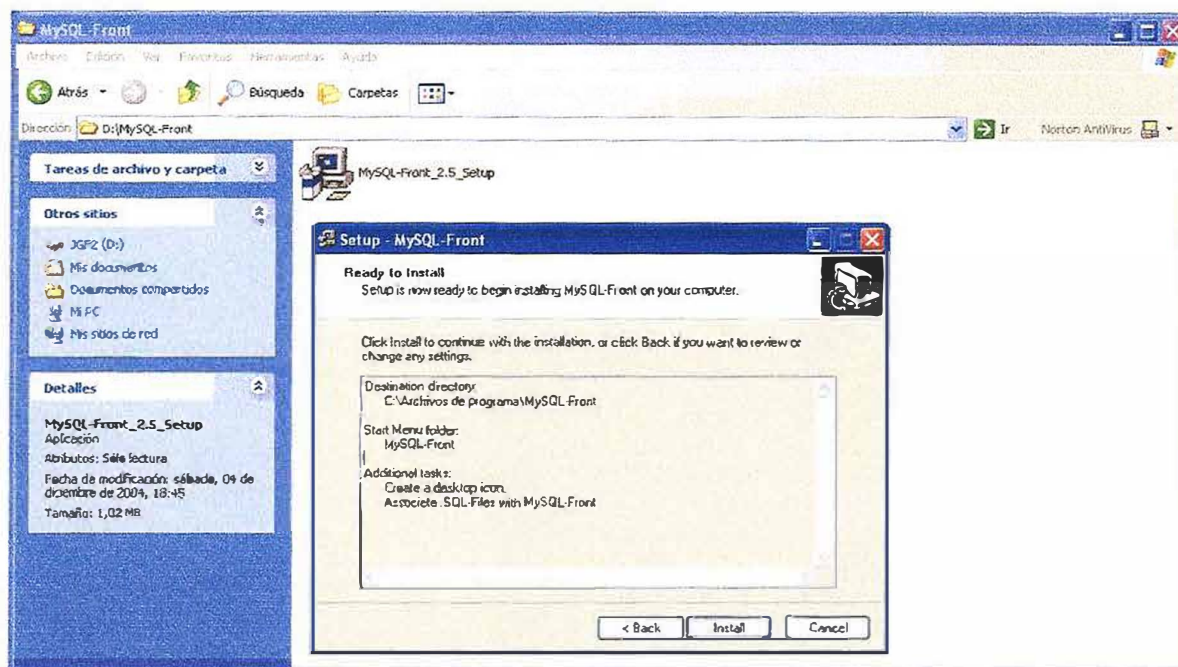 MySQL-Front
Archivo Edición Ver Favoritos Herramientas Ayuda
Atrás Búsqueda Carpetas
Dirección D:\MySQL-Front Ir Norton AntiVirus
Tareas de archivo y carpeta
Otros sitios
JGF2 (D:)
Mis documentos
Documentos compartidos
Mi PC
Mis sitios de red
Detalles
MySQL-Front_2.5_Setup
Aplicación
Atributos: Sólo lectura
Fecha de modificación: sábado, 04 de
diciembre de 2004, 18:45
Tamaño: 1,02 MB
MySQL-Front_2.5_Setup
Setup - MySQL-Front
Ready to Install
Setup is now ready to begin installing MySQL-Front on your computer.
Click Install to continue with the installation, or click Back if you want to review or
change any settings.
Destination directory:
C:\Archivos de programa\MySQL-Front
Start Menu folder:
MySQL-Front
Additional tasks:
Create a desktop icon.
Associate .SQL-Files with MySQL-Front
< Back Install Cancel